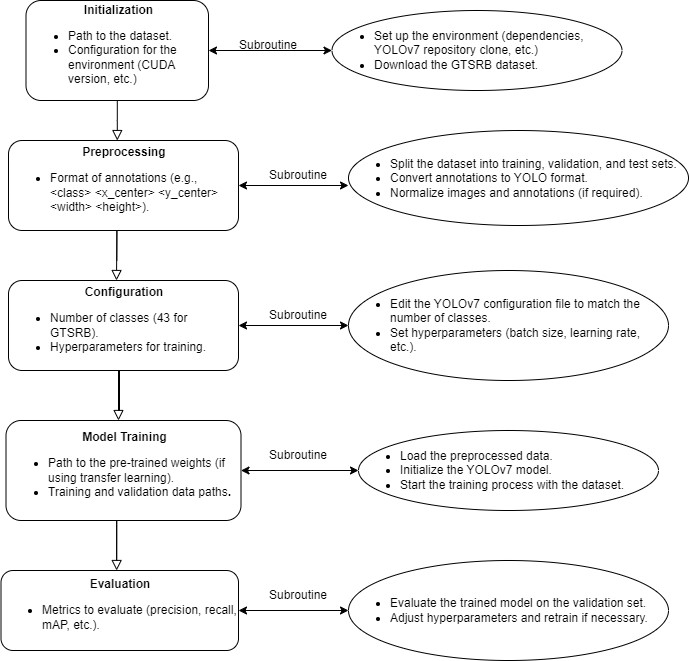 Initialization
• Path to the dataset.
• Configuration for the
environment (CUDA
version, etc.)
Subroutine
• Set up the environment (dependencies,
YOLOv7 repository clone, etc.)
• Download the GTSRB dataset.
Preprocessing
• Format of annotations (e.g.,
<class> <x_center> <y_center>
<width> <height>).
Subroutine
• Split the dataset into training, validation, and test sets.
• Convert annotations to YOLO format.
• Normalize images and annotations (if required).
Configuration
• Number of classes (43 for
GTSRB).
• Hyperparameters for training.
Subroutine
• Edit the YOLOv7 configuration file to match the
number of classes.
• Set hyperparameters (batch size, learning rate,
etc.).
Model Training
• Path to the pre-trained weights (if
using transfer learning).
• Training and validation data paths.
Subroutine
• Load the preprocessed data.
• Initialize the YOLOv7 model.
• Start the training process with the dataset.
Evaluation
• Metrics to evaluate (precision, recall,
mAP, etc.).
Subroutine
• Evaluate the trained model on the validation set.
• Adjust hyperparameters and retrain if necessary.